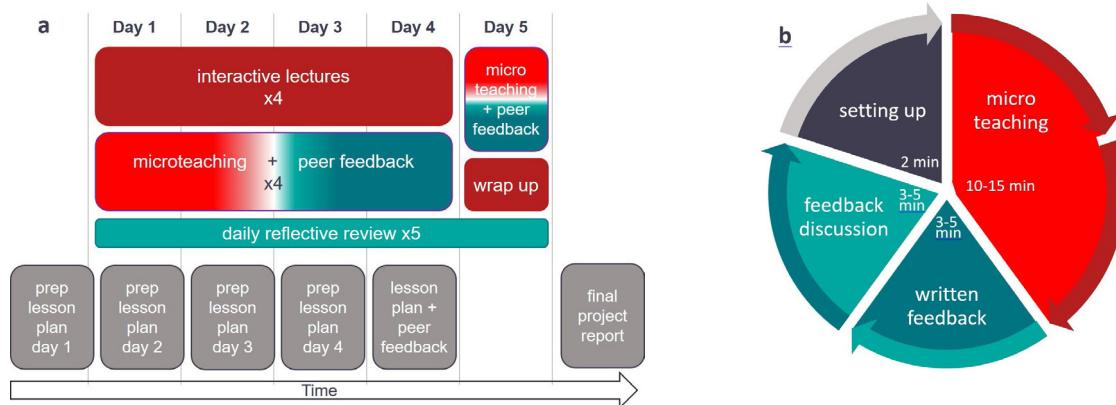 a
Day 1 Day 2 Day 3 Day 4 Day 5
interactive lectures
x4
micro
teaching
+ peer
feedback
microteaching + peer feedback
x4
wrap up
daily reflective review x5
prep
lesson
plan
day 1
prep
lesson
plan
day 2
prep
lesson
plan
day 3
prep
lesson
plan
day 4
lesson
plan +
peer
feedback
final
project
report
Time
b
setting up
2 min
micro
teaching
10-15 min
feedback
discussion
3-5
min
3-5
min
written
feedback